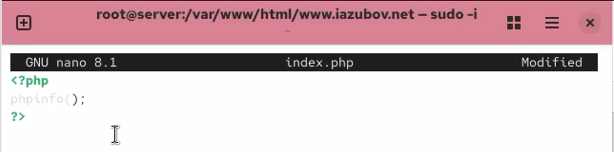 root@server:/var/www/html/www.iazubov.net — sudo -i
~
GNU nano 8.1 index.php Modified
<?php
phpinfo();
?>